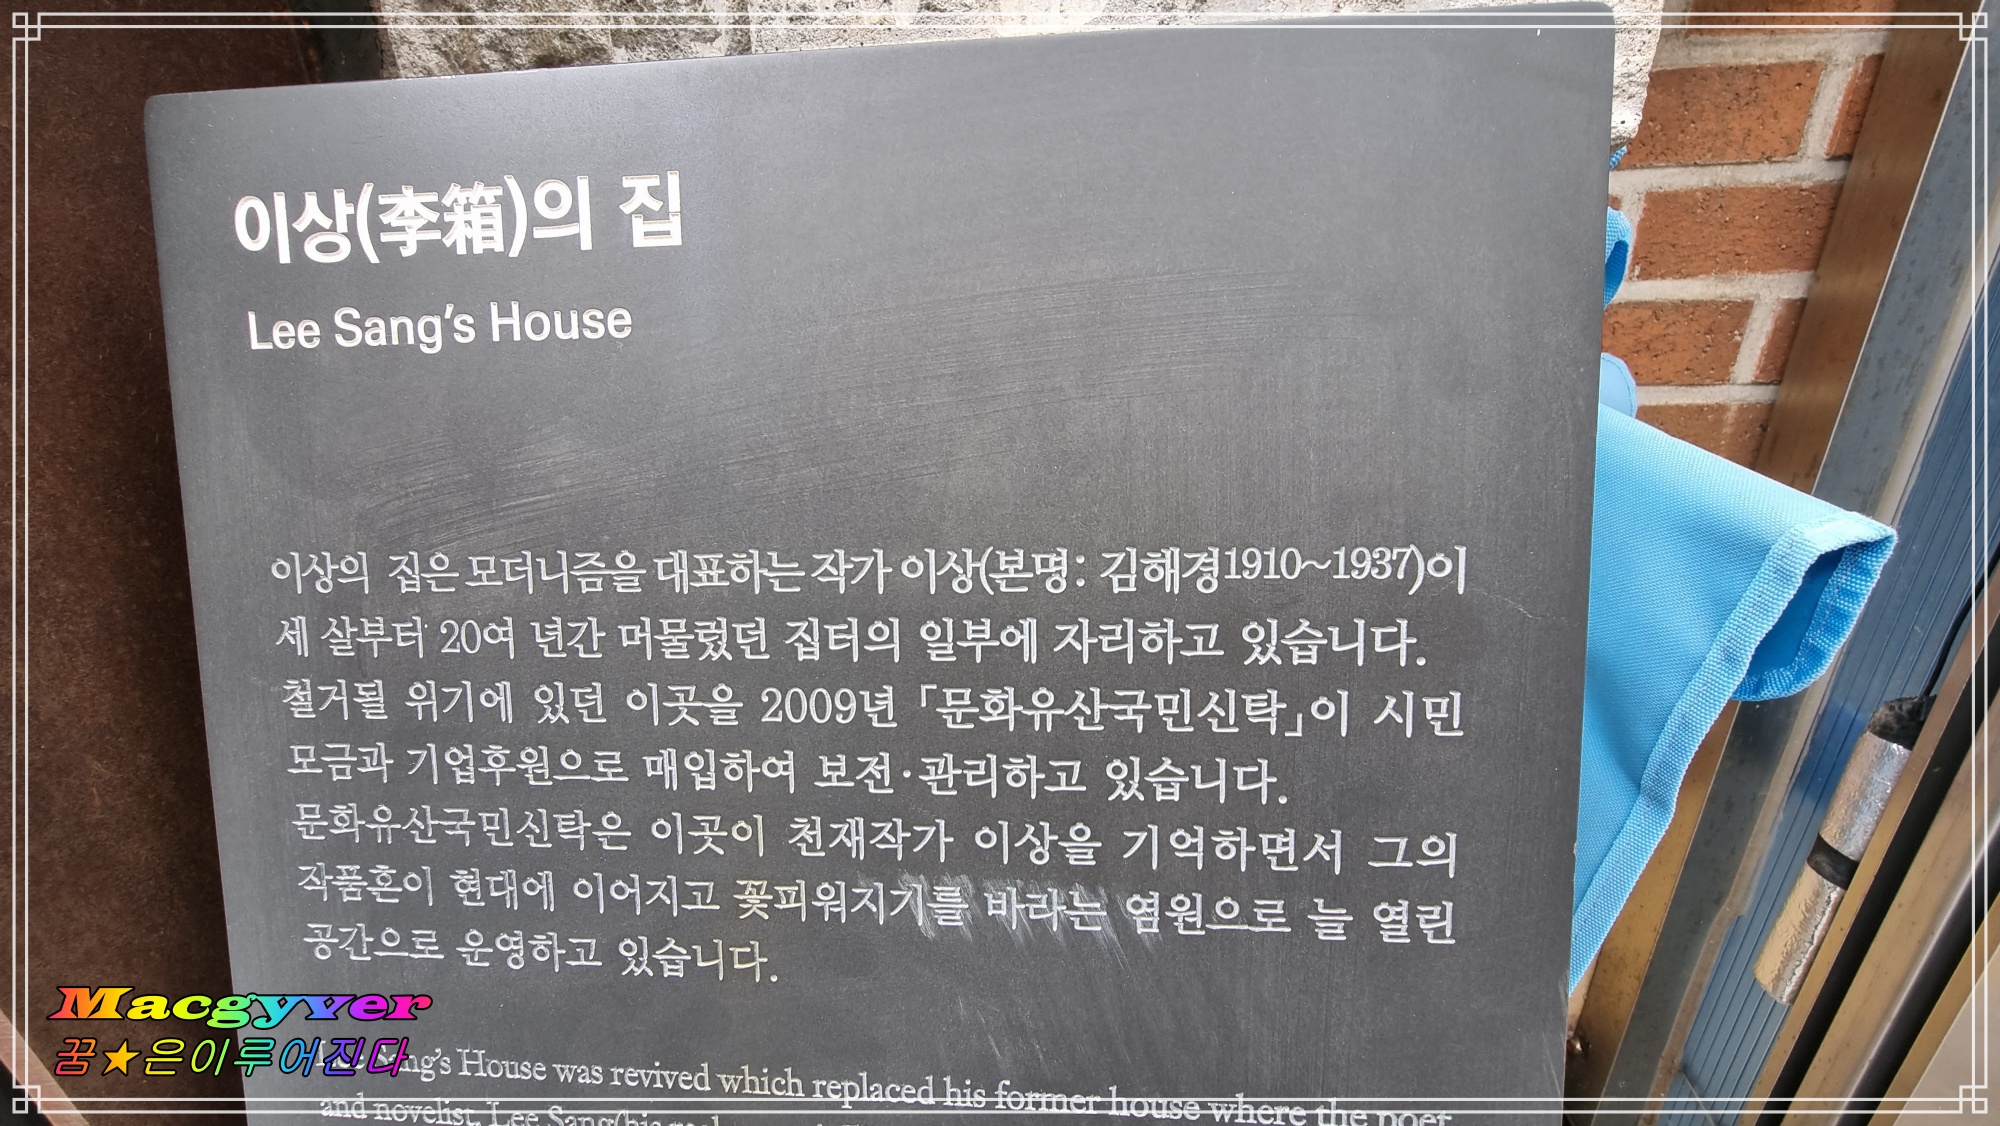 이상(李箱)의 집
Lee Sang's House
이상의 집은 모더니즘을 대표하는 작가 이상(본명: 김해경1910~1937)이
세 살부터 20여 년간 머물렀던 집터의 일부에 자리하고 있습니다.
철거될 위기에 있던 이곳을 2009년 「문화유산국민신탁」이 시민
모금과 기업후원으로 매입하여 보전·관리하고 있습니다.
문화유산국민신탁은 이곳이 천재작가 이상을 기억하면서 그의
작품혼이 현대에 이어지고 꽃피워지기를 바라는 염원으로 늘 열린
공간으로 운영하고 있습니다.
Lee Sang's House was revived which replaced his former house where the poet
and novelist, Lee Sang(his real
Macgyver
꿈★은이루어진다